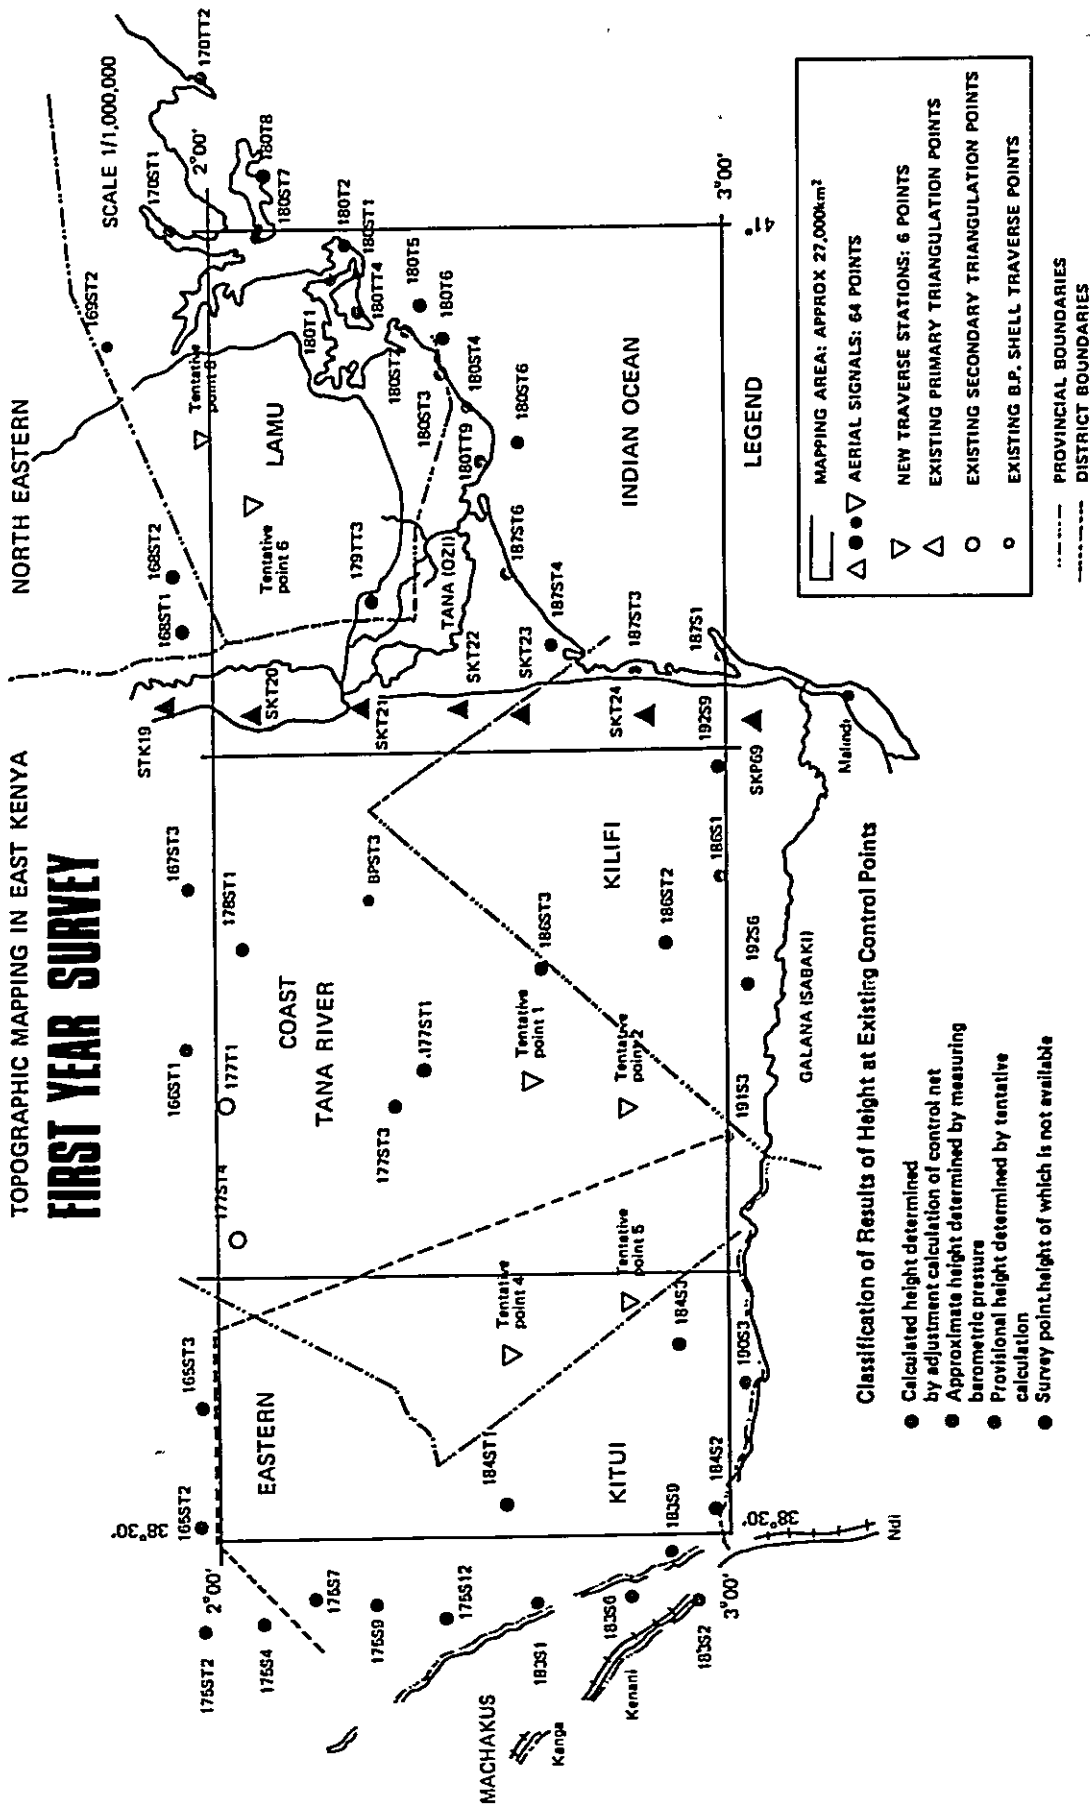 TOPOGRAPHIC MAPPING IN EAST KENYA
FIRST YEAR SURVEY
NORTH EASTERN
SCALE 1/1,000,000
170TT2
170ST1
2°00'
169ST2
180T8
180ST7
180T2
180ST1
180T1
180TT4
180T5
180T6
180ST2
180ST3
180ST4
180TT9
180ST6
Tentative
LAMU
168ST2
168ST1
Tentative
point 6
179TT3
TANA (OZI)
187ST6
187ST4
187ST3
187S1
INDIAN OCEAN
3°00'
41°
STK19
SKT20
SKT21
SKT22
SKT23
SKT24
192S9
SKP69
Malindi
167ST3
178ST1
BPST3
166ST1
177T1
177ST4
COAST
TANA RIVER
177ST1
177ST3
186ST3
KILIFI
186ST2
186S1
192S6
Tentative
point 1
Tentative
point 2
191S3
GALANA (SABAKI)
165ST3
165ST2
38°30'
EASTERN
Tentative
point 4
Tentative
point 5
184S3
190S3
184ST1
KITUI
184S2
183S9
38°30'
Ndi
2°00'
175ST2
175S4
175S7
175S9
175S12
183S1
183S6
183S2
3°00'
MACHAKUS
Kanga
Kenani
LEGEND
MAPPING AREA: APPROX 27,000km²
AERIAL SIGNALS: 64 POINTS
NEW TRAVERSE STATIONS: 6 POINTS
EXISTING PRIMARY TRIANGULATION POINTS
EXISTING SECONDARY TRIANGULATION POINTS
EXISTING B.P. SHELL TRAVERSE POINTS
PROVINCIAL BOUNDARIES
DISTRICT BOUNDARIES
Classification of Results of Height at Existing Control Points
Calculated height determined
by adjustment calculation of control net
Approximate height determined by measuring
barometric pressure
Provisional height determined by tentative
calculation
Survey point.height of which is not available